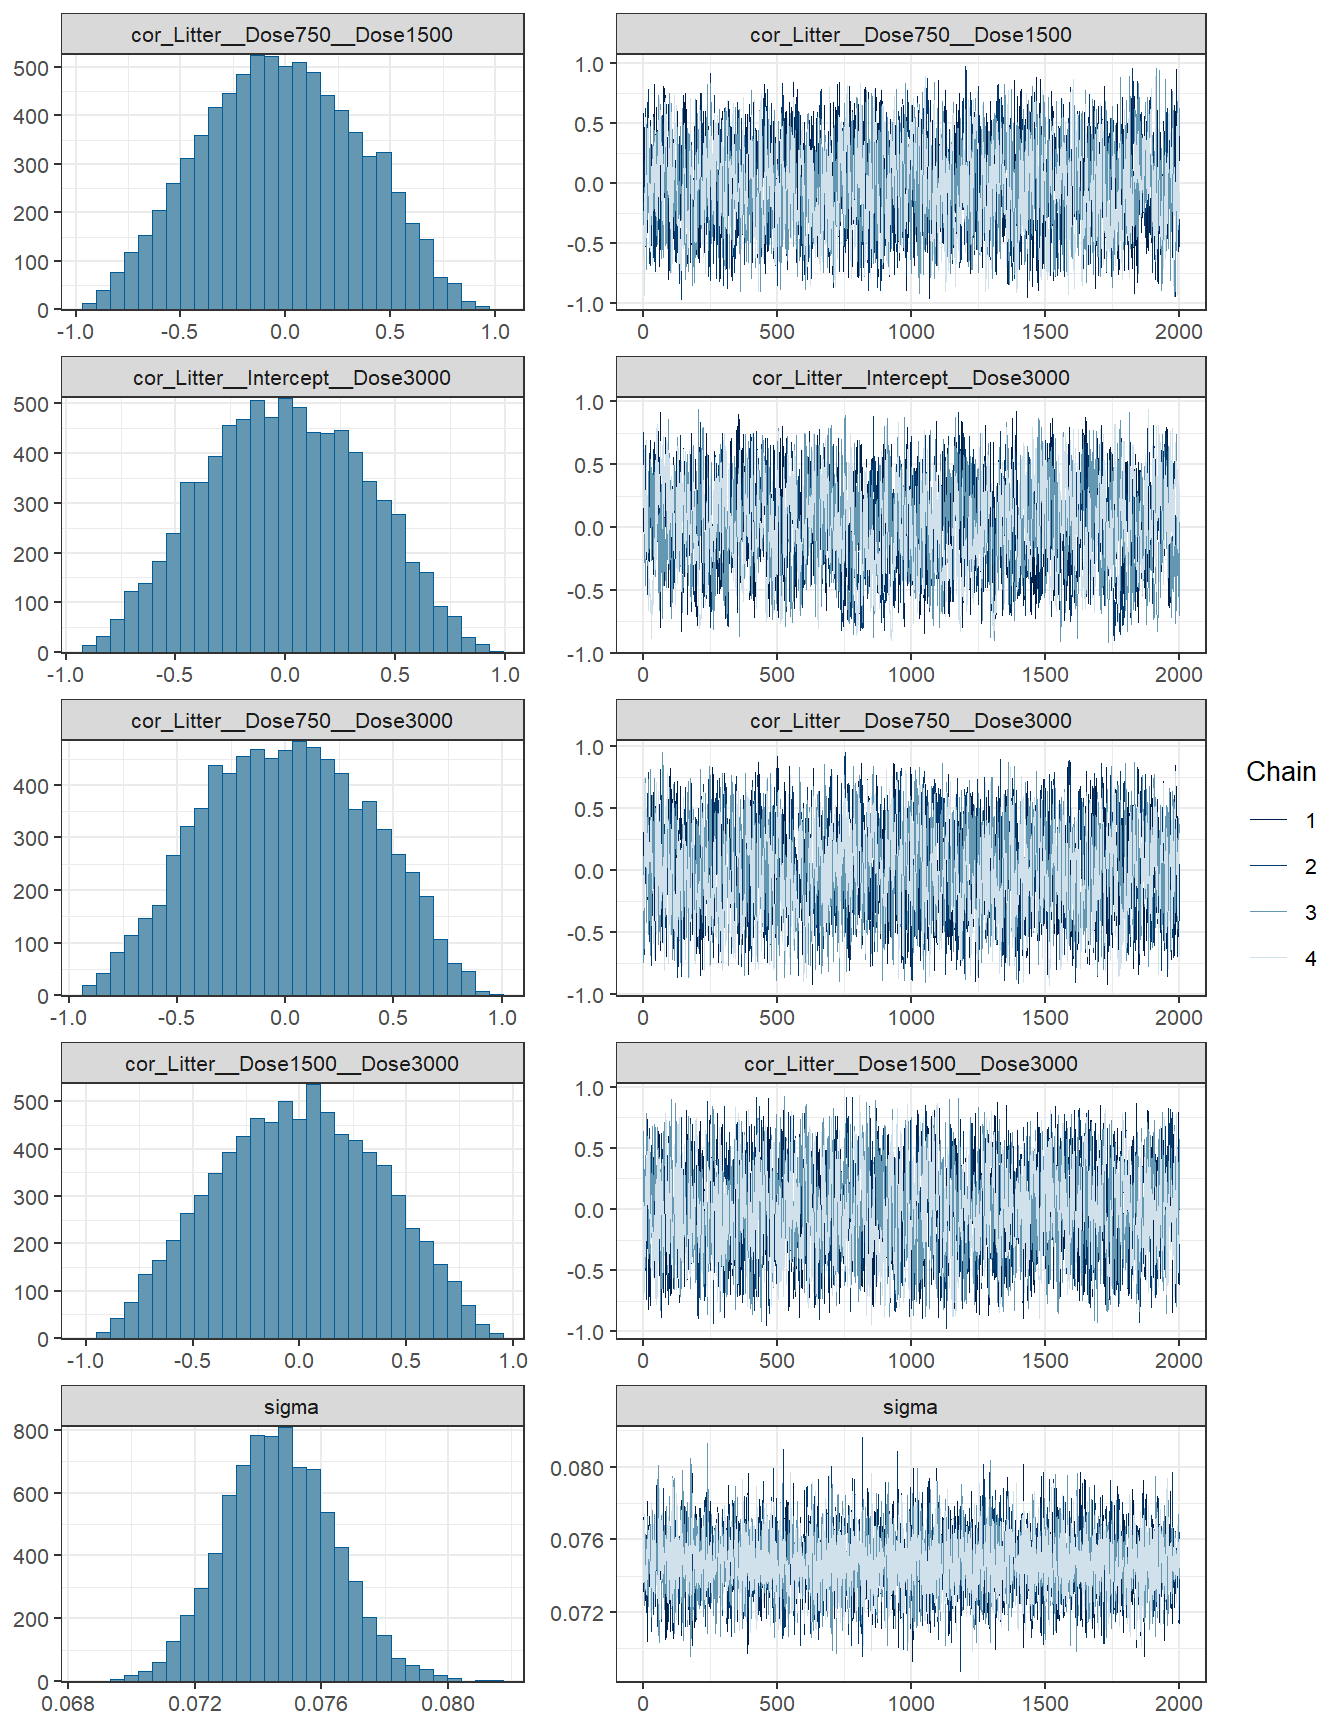 cor_Litter__Dose750__Dose1500
500
400
300
200
100
0
-1.0 -0.5 0.0 0.5 1.0
cor_Litter__Dose750__Dose1500
1.0
0.5
0.0
-0.5
-1.0
0 500 1000 1500 2000
cor_Litter__Intercept__Dose3000
500
400
300
200
100
0
-1.0 -0.5 0.0 0.5 1.0
cor_Litter__Intercept__Dose3000
1.0
0.5
0.0
-0.5
-1.0
0 500 1000 1500 2000
cor_Litter__Dose750__Dose3000
400
300
200
100
0
-1.0 -0.5 0.0 0.5 1.0
cor_Litter__Dose750__Dose3000
1.0
0.5
0.0
-0.5
-1.0
0 500 1000 1500 2000
cor_Litter__Dose1500__Dose3000
500
400
300
200
100
0
-1.0 -0.5 0.0 0.5 1.0
cor_Litter__Dose1500__Dose3000
1.0
0.5
0.0
-0.5
-1.0
0 500 1000 1500 2000
sigma
800
600
400
200
0
0.068 0.072 0.076 0.080
sigma
0.080
0.076
0.072
0 500 1000 1500 2000
Chain
1
2
3
4